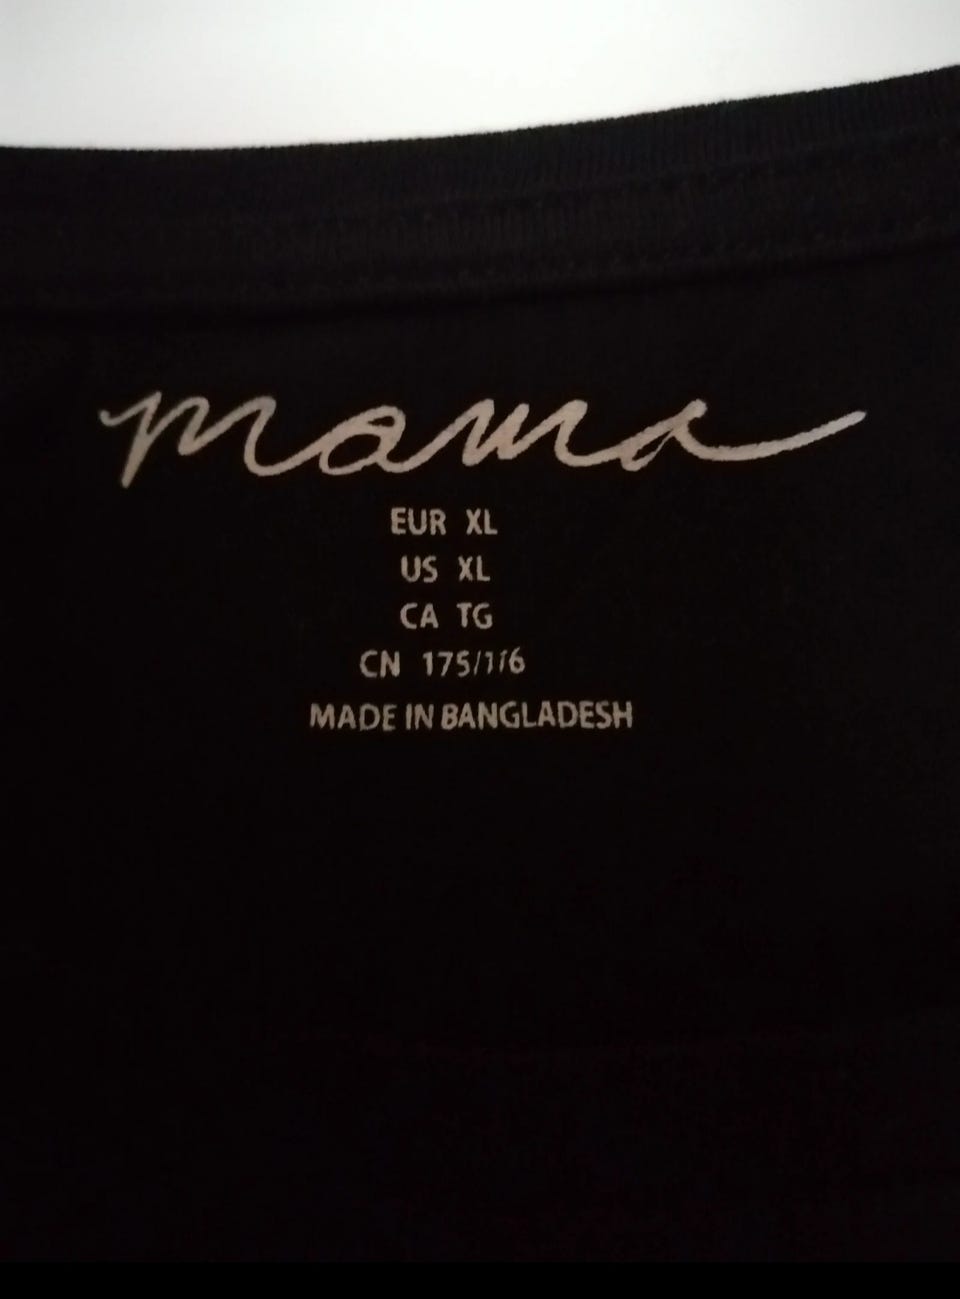 mama
EUR XL
US XL
CA TG
CN 175/116
MADE IN BANGLADESH